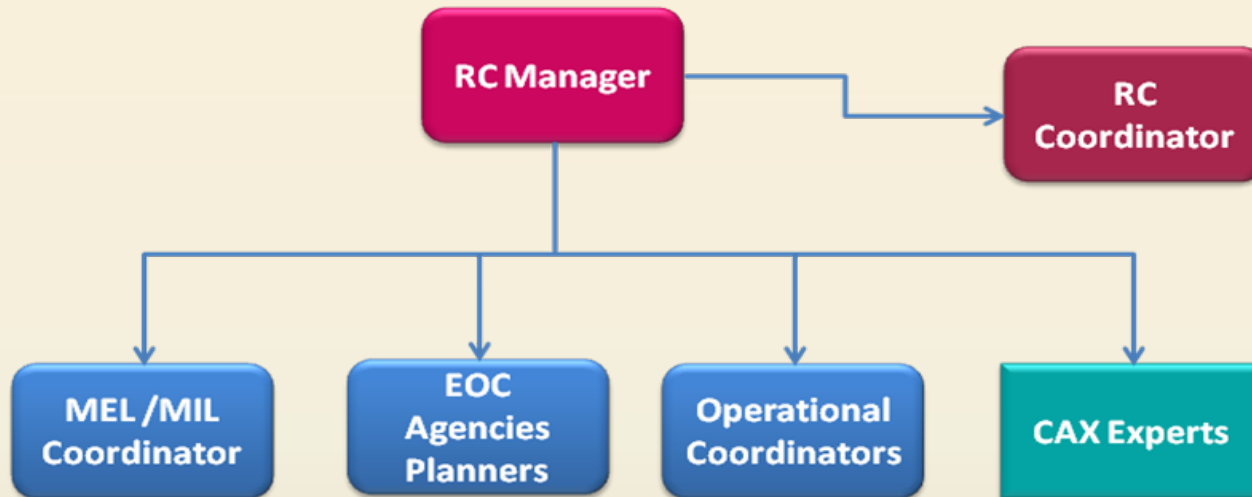 RC Manager
RC
Coordinator
MEL /MIL
Coordinator
EOC
Agencies
Planners
Operational
Coordinators
CAX Experts